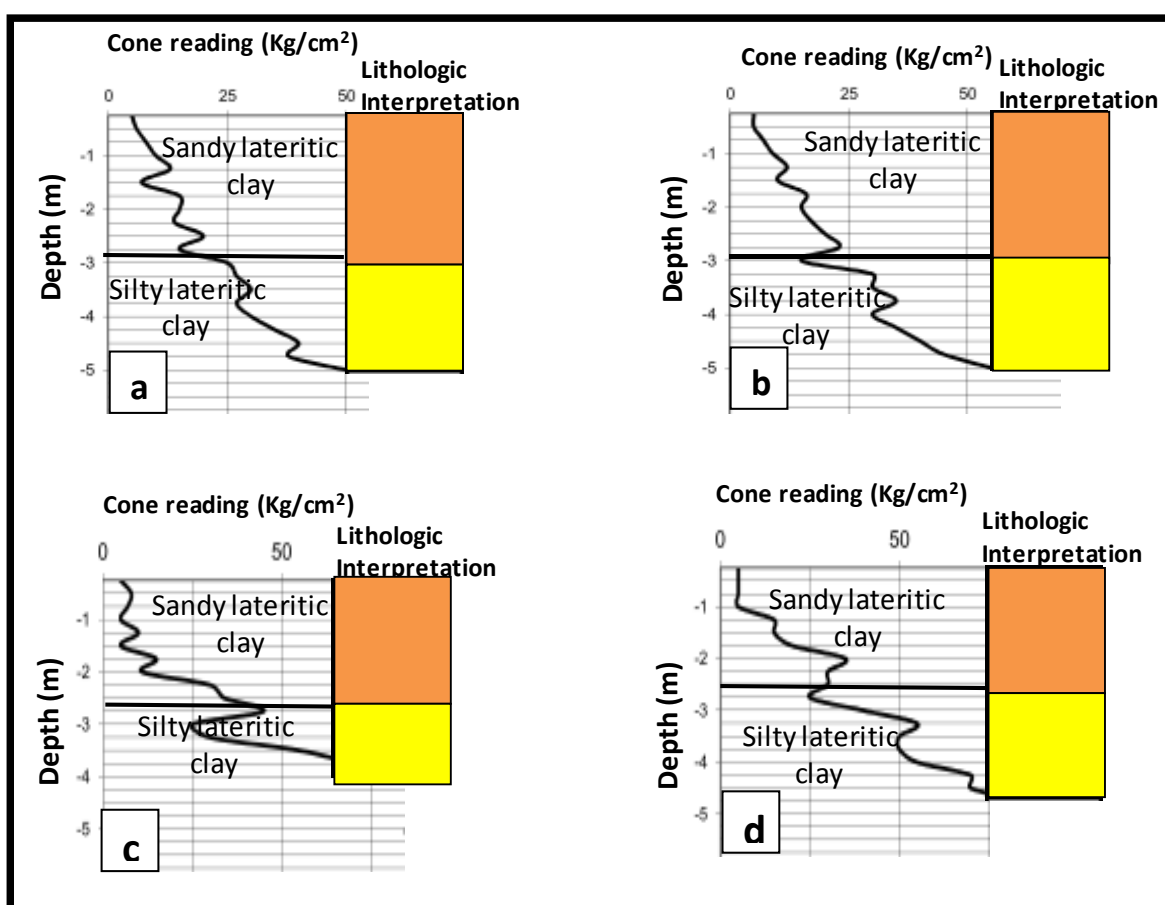 Cone reading (Kg/cm²)
Lithologic
Interpretation
0 25 50
Depth (m)
-1
-2
-3
-4
-5
Sandy lateritic
clay
Silty lateritic
clay
a
Cone reading (Kg/cm²)
Lithologic
Interpretation
0 25 50
Depth (m)
-1
-2
-3
-4
-5
Sandy lateritic
clay
Silty lateritic
clay
b
Cone reading (Kg/cm²)
Lithologic
Interpretation
0 50
Depth (m)
-1
-2
-3
-4
-5
Sandy lateritic
clay
Silty lateritic
clay
c
Cone reading (Kg/cm²)
Lithologic
Interpretation
0 50
Depth (m)
-1
-2
-3
-4
-5
Sandy lateritic
clay
Silty lateritic
clay
d